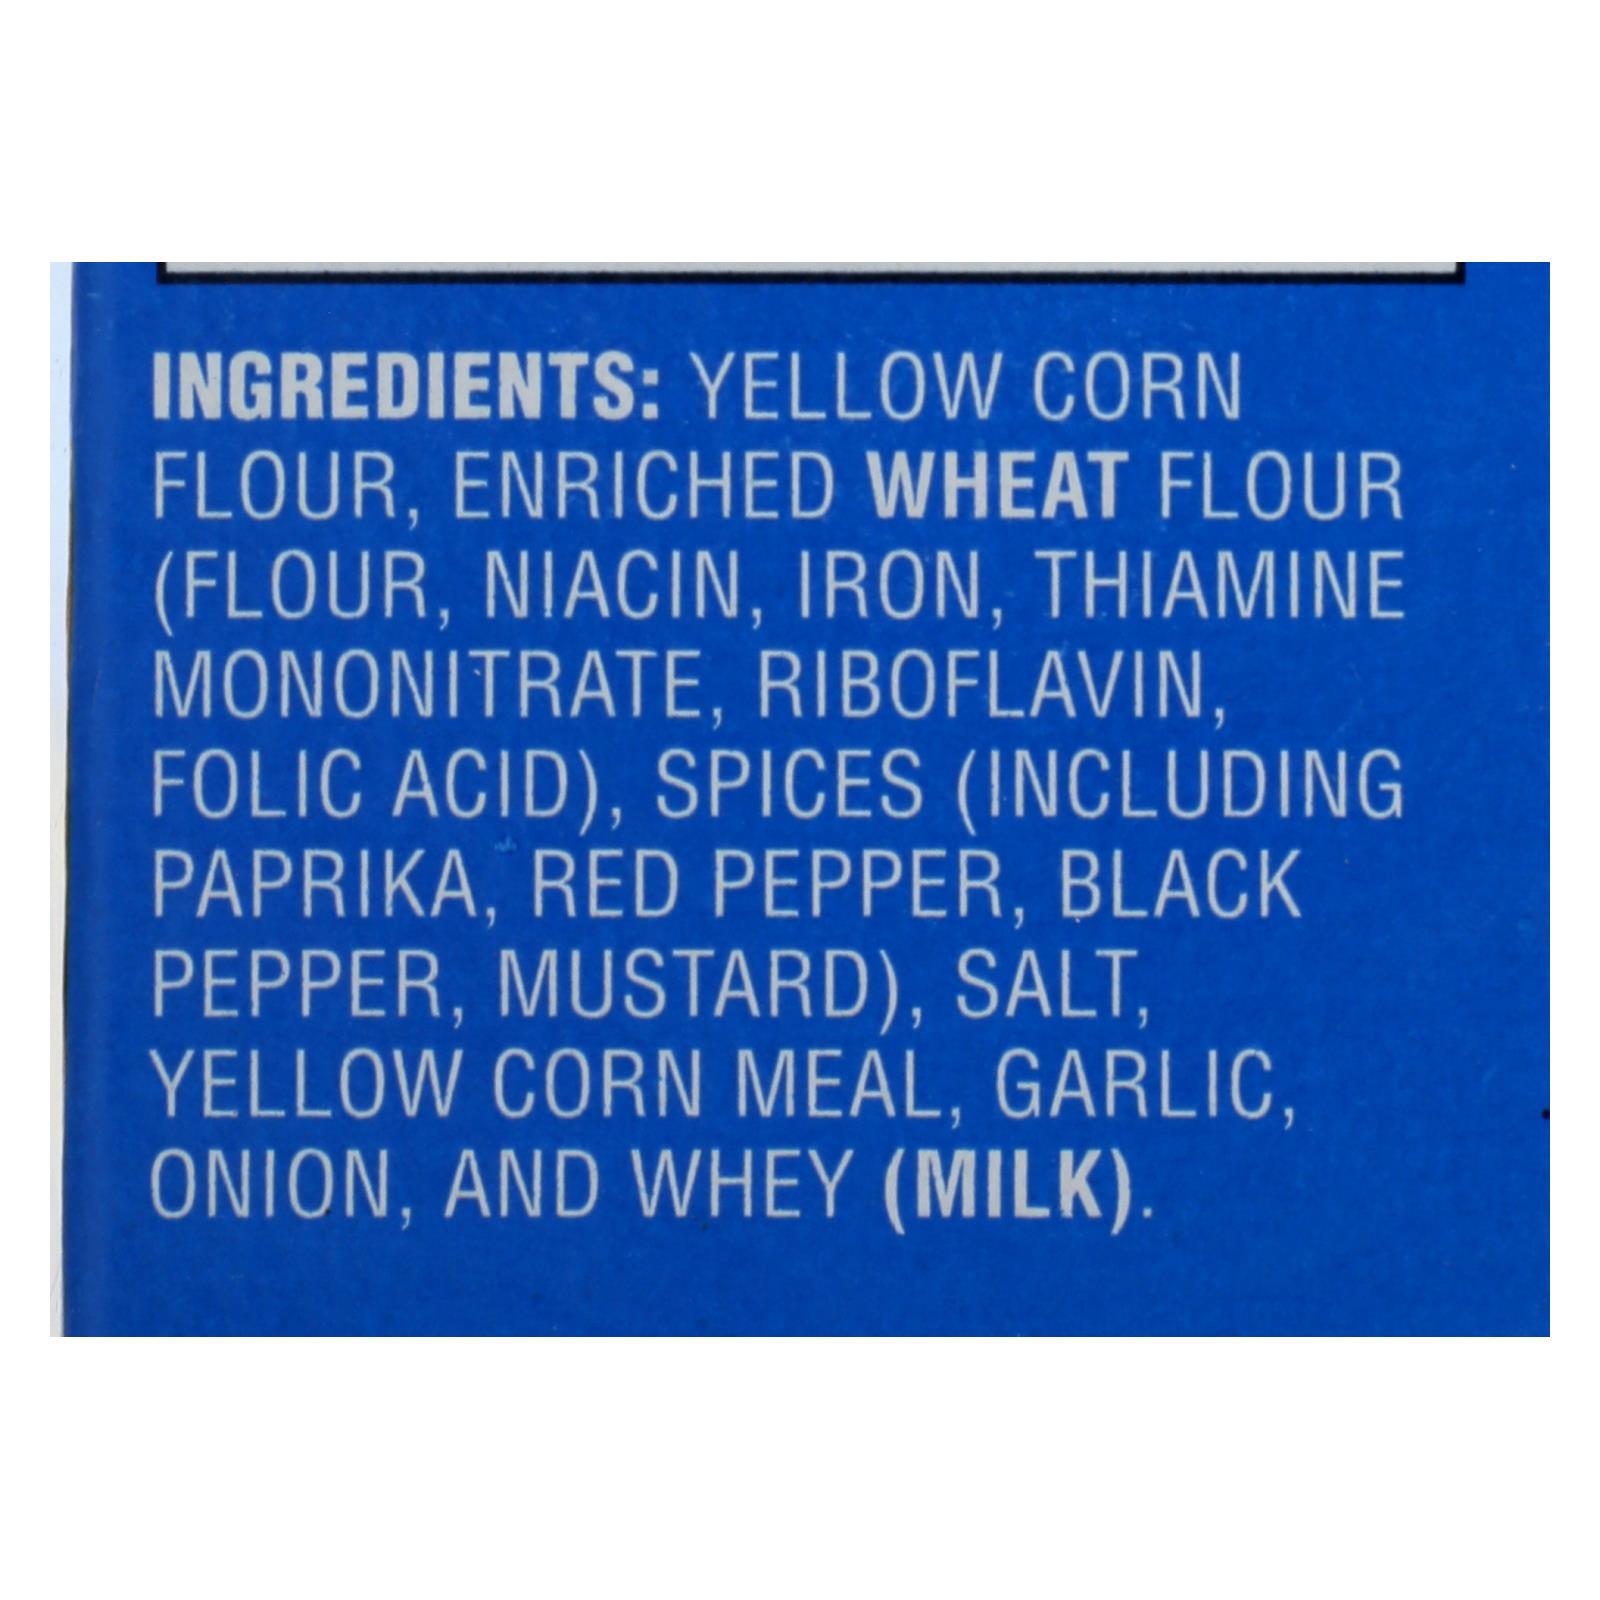 INGREDIENTS: YELLOW CORN
FLOUR, ENRICHED WHEAT FLOUR
(FLOUR, NIACIN, IRON, THIAMINE
MONONITRATE, RIBOFLAVIN,
FOLIC ACID), SPICES (INCLUDING
PAPRIKA, RED PEPPER, BLACK
PEPPER, MUSTARD), SALT,
YELLOW CORN MEAL, GARLIC,
ONION, AND WHEY (MILK).